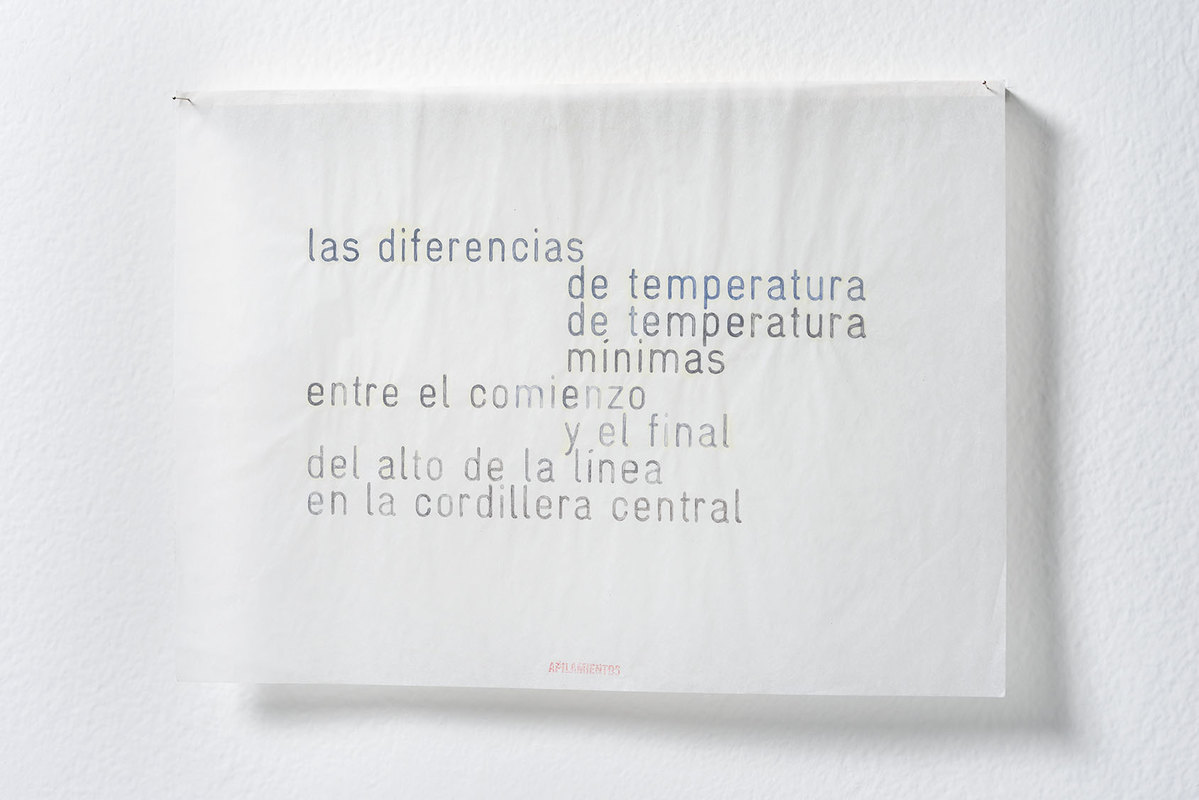 las diferencias
de temperatura
de temperatura
mínimas
entre el comienzo
y el final
del alto de la línea
en la cordillera central
APILAMIENTOS